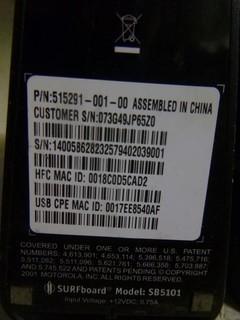 P/N:515291-001-00 ASSEMBLED IN CHINA
CUSTOMER S/N:073G49JP65Z0
S/N:140058628232579402039001
HFC MAC ID: 0018C0D5CAD2
USB CPE MAC ID: 0017EE8540AF
COVERED UNDER ONE OR MORE U.S. PATENT
NUMBERS: 4,613,901; 4,653,114; 5,396,518; 5,475,716;
5,511,082; 5,511,096; 5,621,761; 5,666,358; 5,703,887;
AND 5,745,522 AND PATENTS PENDING © COPYRIGHT
2001 MOTOROLA, INC. ALL RIGHTS RESERVED
SURFboard® Model: SB5101
Input Voltage: +12VDC, 0.75A